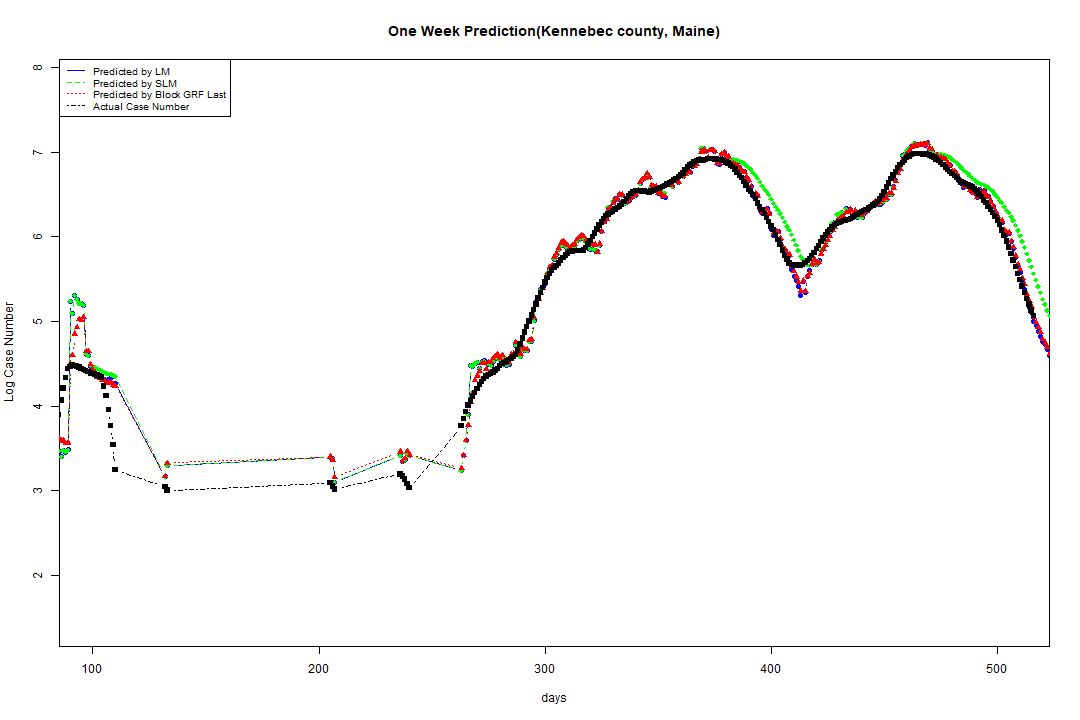 One Week Prediction(Kennebec county, Maine)
Predicted by LM
Predicted by SLM
Predicted by Block GRF Last
Actual Case Number
Log Case Number
8
7
6
5
4
3
2
100
200
300
400
500
days